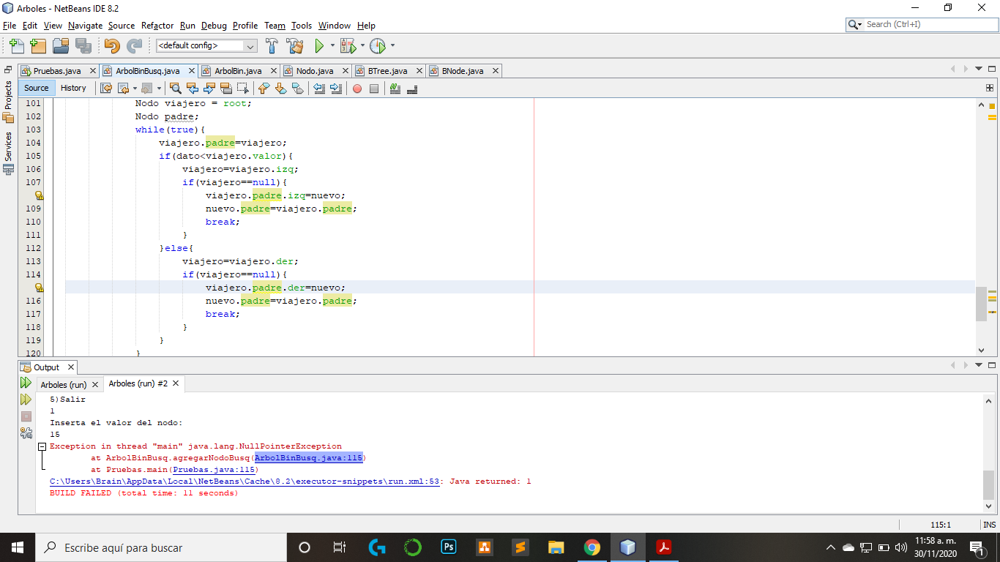 Arboles - NetBeans IDE 8.2
File Edit View Navigate Source Refactor Run Debug Profile Team Tools Window Help
Search (Ctrl+I)
<default config>
Pruebas.java ArbolBinBusq.java ArbolBin.java Nodo.java BTree.java BNode.java
Projects
Services
Source History
101 Nodo viajero = root;
102 Nodo padre;
103 while(true){
104 viajero.padre=viajero;
105 if(dato<viajero.valor){
106 viajero=viajero.izq;
107 if(viajero==null){
viajero.padre.izq=nuevo;
109 nuevo.padre=viajero.padre;
110 break;
111 }
112 }else{
113 viajero=viajero.der;
114 if(viajero==null){
viajero.padre.der=nuevo;
116 nuevo.padre=viajero.padre;
117 break;
118 }
119 }
120 }
Output
Arboles (run) Arboles (run) #2
5)Salir
1
Inserta el valor del nodo:
15
Exception in thread "main" java.lang.NullPointerException
at ArbolBinBusq.agregarNodoBusq(ArbolBinBusq.java:115)
at Pruebas.main(Pruebas.java:115)
C:\Users\Brain\AppData\Local\NetBeans\Cache\8.2\executor-snippets\run.xml:53: Java returned: 1
BUILD FAILED (total time: 11 seconds)
115:1 INS
Escribe aquí para buscar
Ps
11:58 a. m.
30/11/2020
1